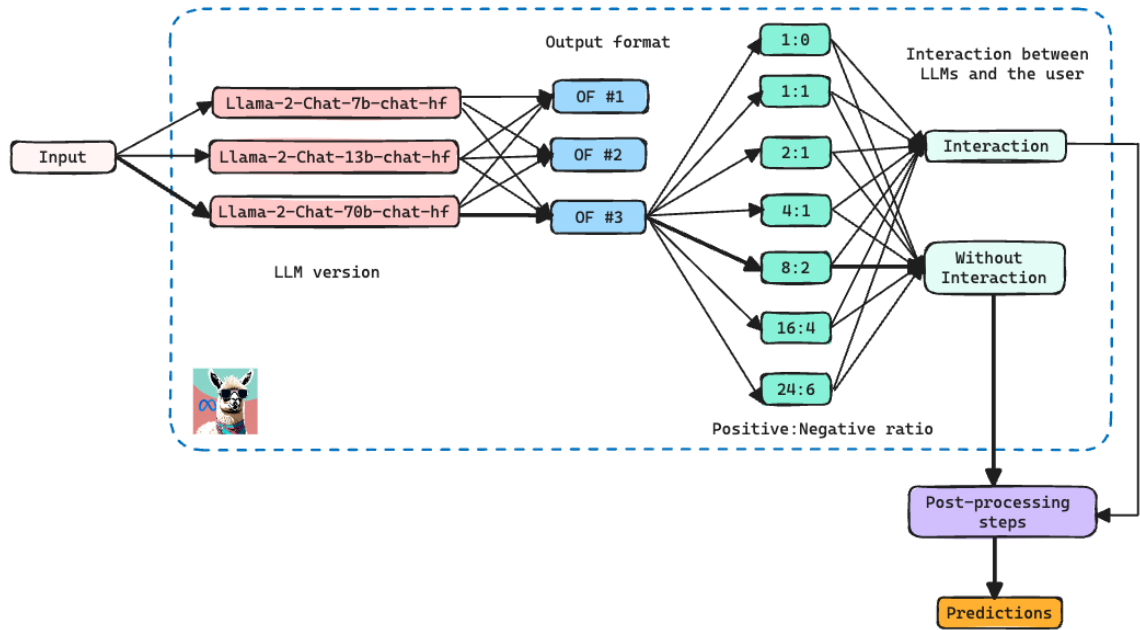 Input
Llama-2-Chat-7b-chat-hf
Llama-2-Chat-13b-chat-hf
Llama-2-Chat-70b-chat-hf
LLM version
Output format
OF #1
OF #2
OF #3
1:0
1:1
2:1
4:1
8:2
16:4
24:6
Positive:Negative ratio
Interaction between
LLMs and the user
Interaction
Without
Interaction
Post-processing
steps
Predictions